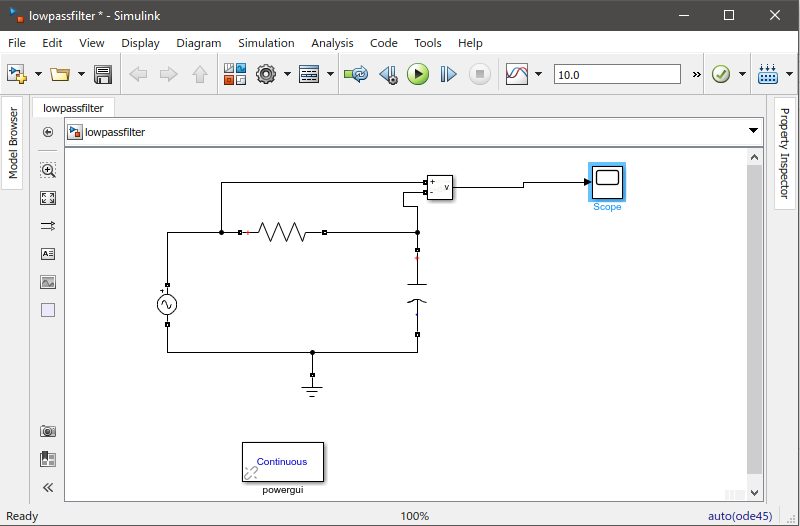 lowpassfilter * - Simulink
File Edit View Display Diagram Simulation Analysis Code Tools Help
10.0
»
Model Browser
lowpassfilter
lowpassfilter
Property Inspector
+
-
v
Scope
+
+
Continuous
powergui
Ready
100%
auto(ode45)